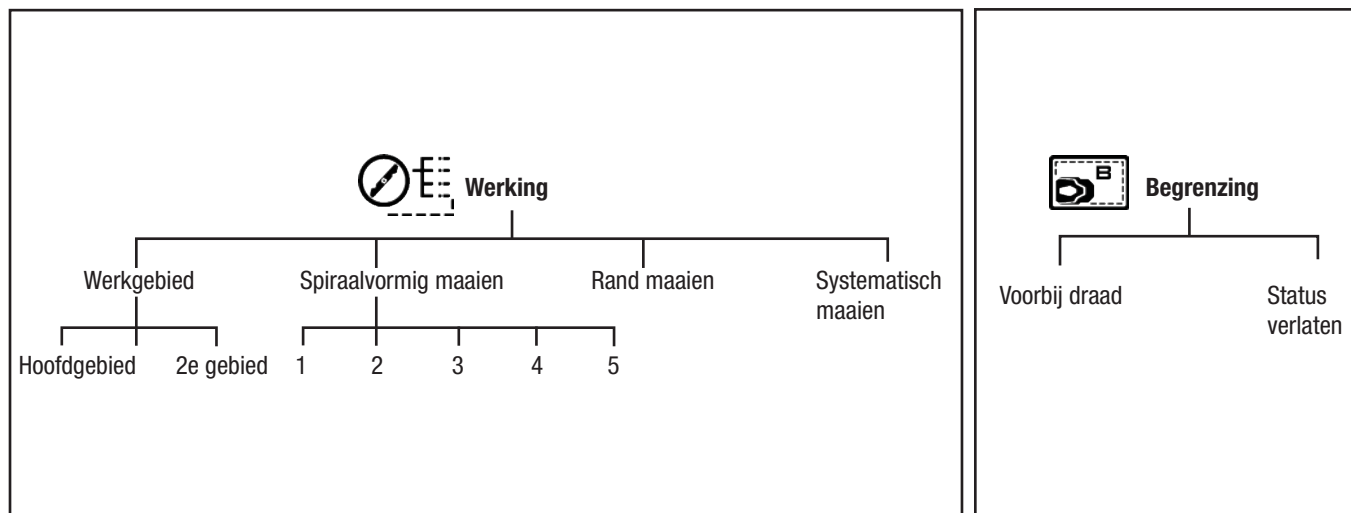 Werking
Werkgebied
Spiraalvormig maaien
Rand maaien
Systematisch
maaien
Hoofdgebied
2e gebied
1
2
3
4
5
B
Begrenzing
Voorbij draad
Status
verlaten